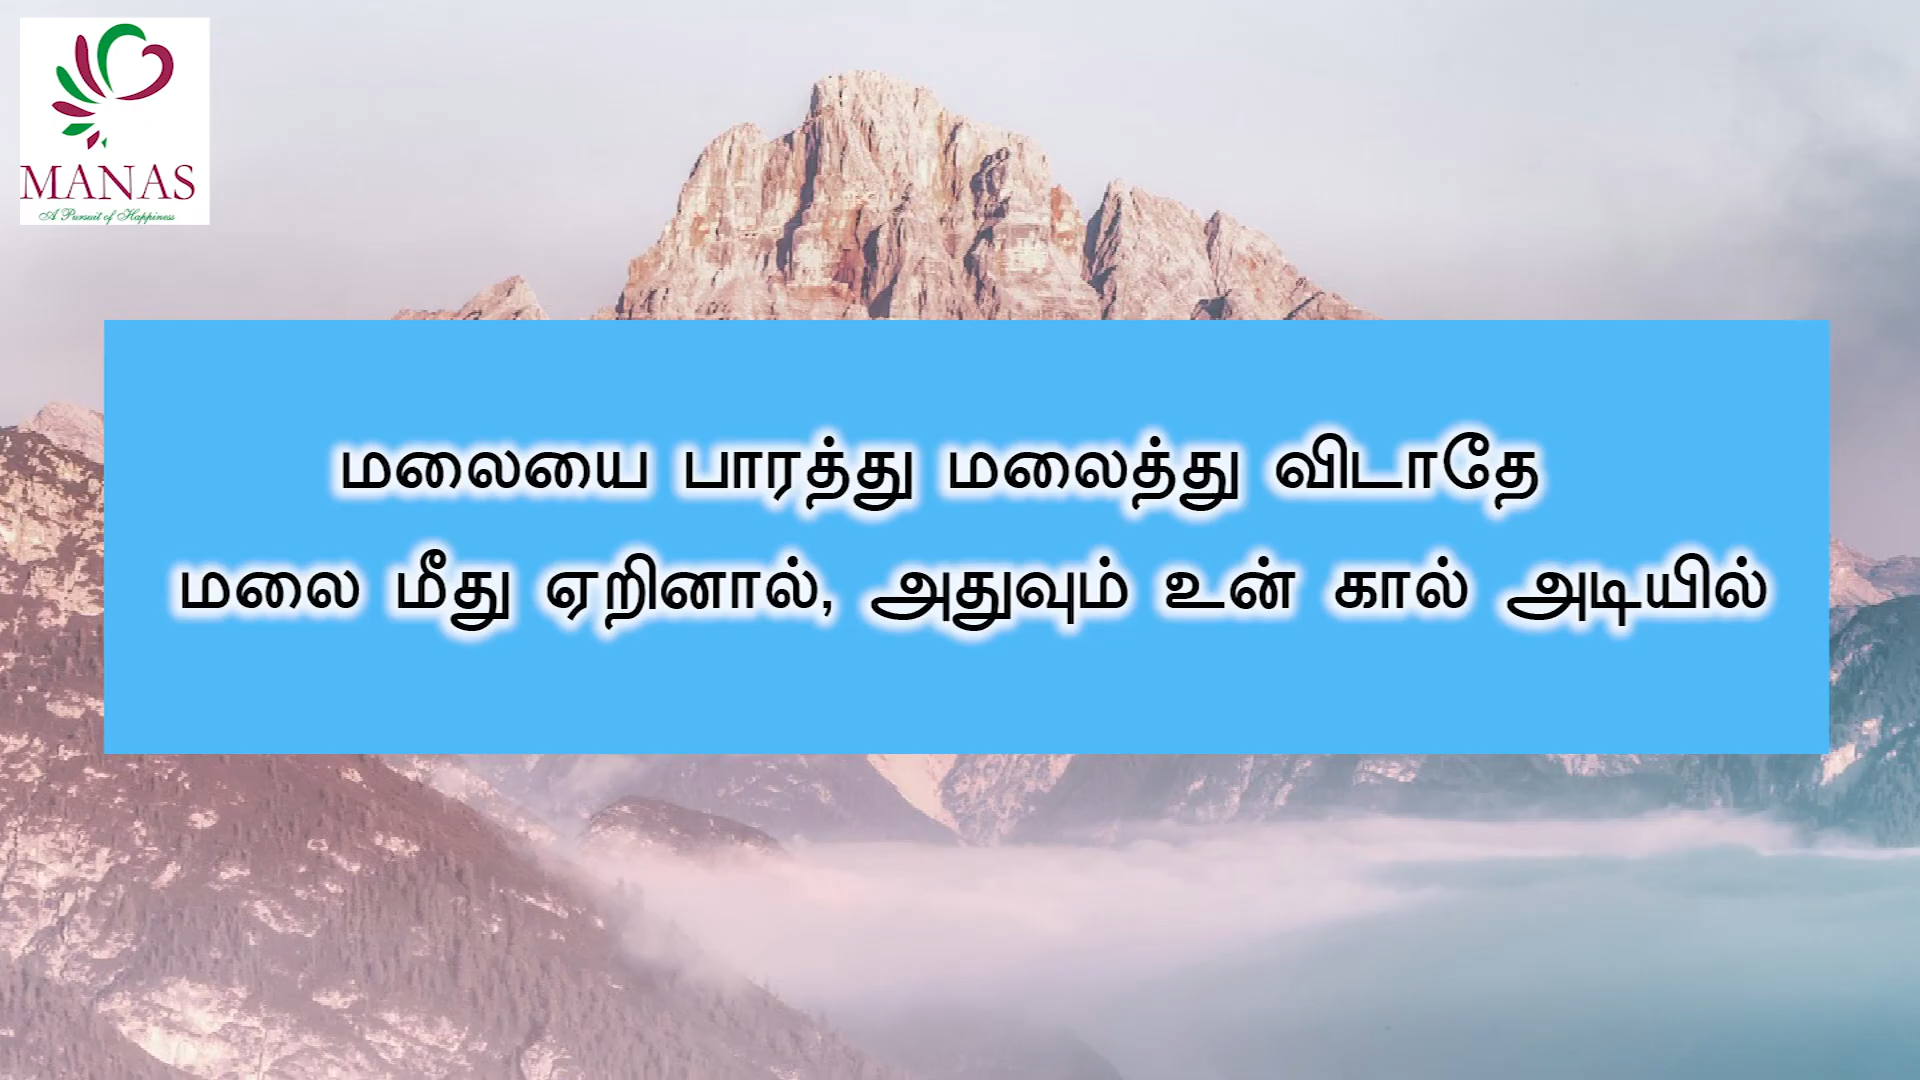 MANAS
A Pursuit of Happiness
மலையை பாரத்து மலைத்து விடாதே
மலை மீது ஏறினால், அதுவும் உன் கால் அடியில்